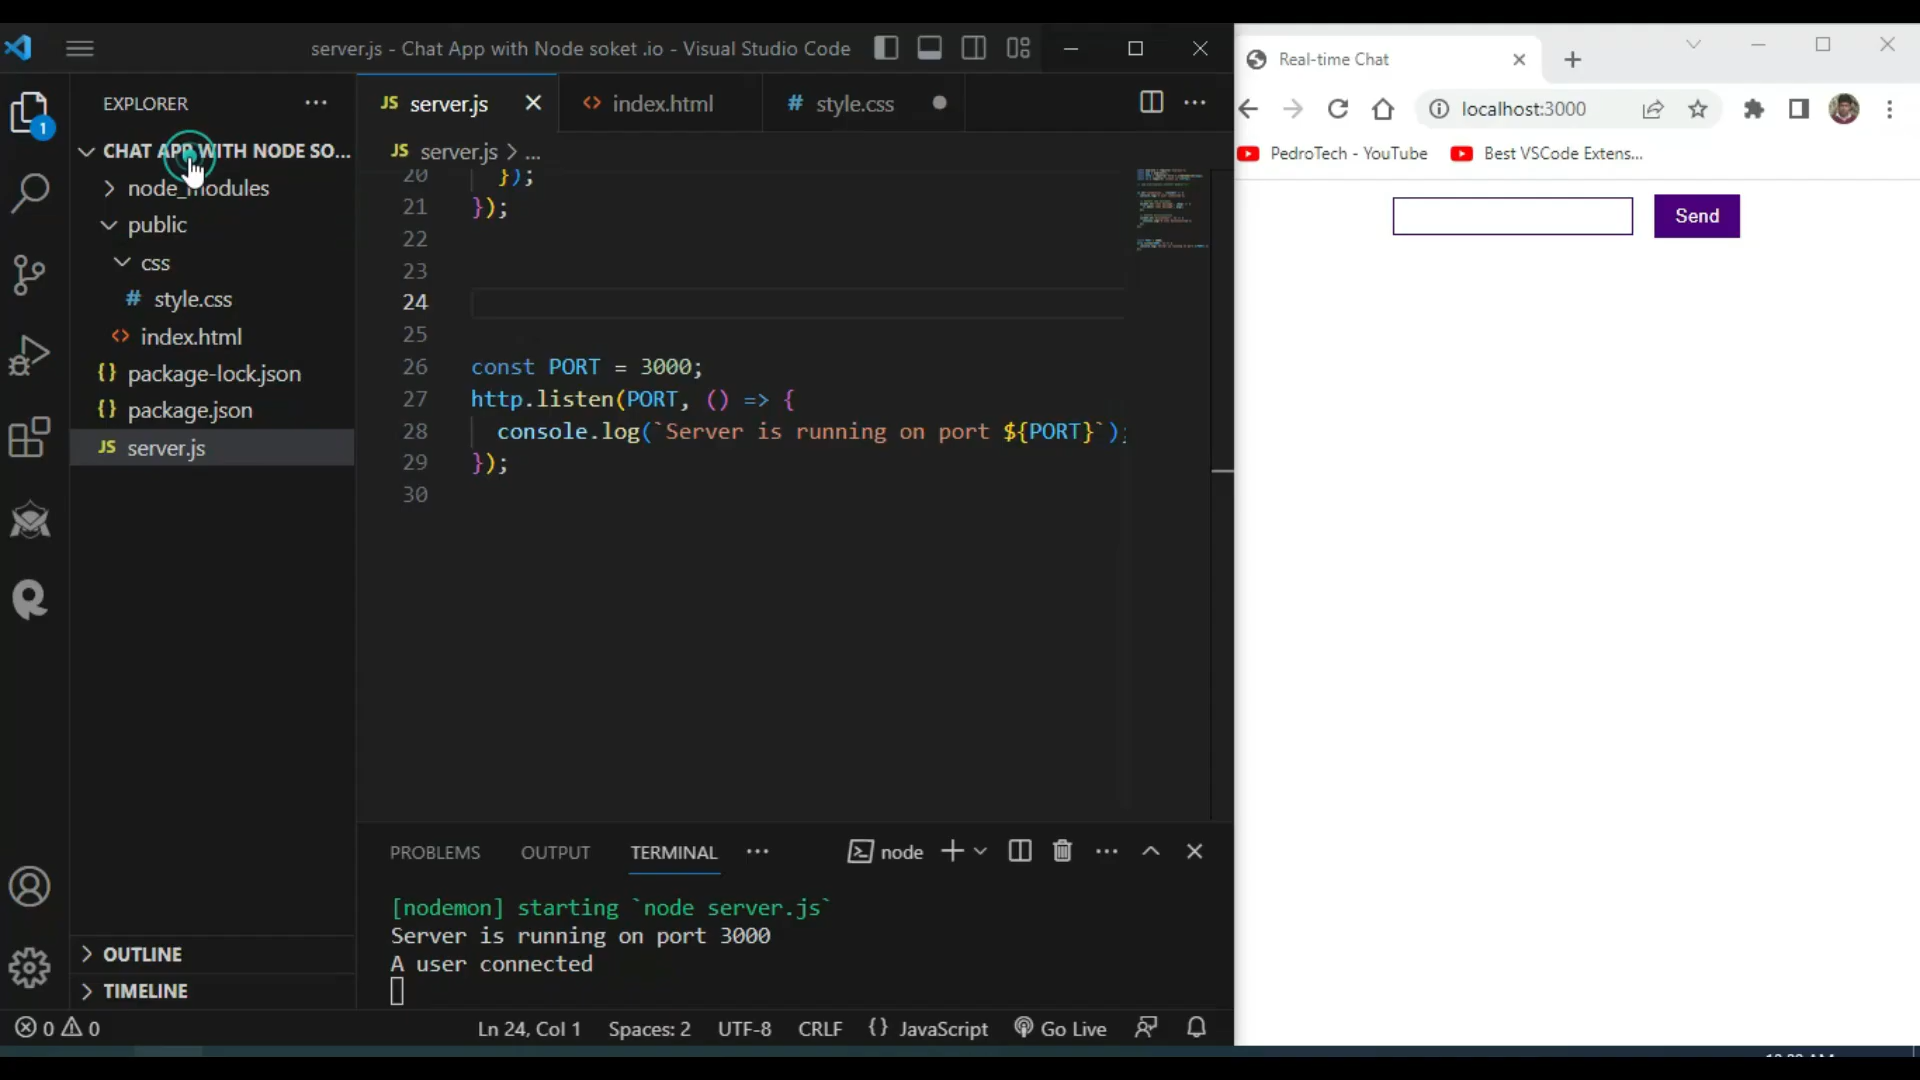 server.js - Chat App with Node soket .io - Visual Studio Code
EXPLORER
1
CHAT APP WITH NODE SO...
node_modules
public
css
# style.css
<> index.html
{} package-lock.json
{} package.json
JS server.js
OUTLINE
TIMELINE
JS server.js
<> index.html
# style.css
JS server.js > ...
20 });
21 });
22
23
24
25
26 const PORT = 3000;
27 http.listen(PORT, () => {
28 console.log(`Server is running on port ${PORT}`);
29 });
30
PROBLEMS OUTPUT TERMINAL ... node
[nodemon] starting `node server.js`
Server is running on port 3000
A user connected
0 0 Ln 24, Col 1 Spaces: 2 UTF-8 CRLF {} JavaScript Go Live
Real-time Chat
localhost:3000
PedroTech - YouTube Best VSCode Extens...
Send